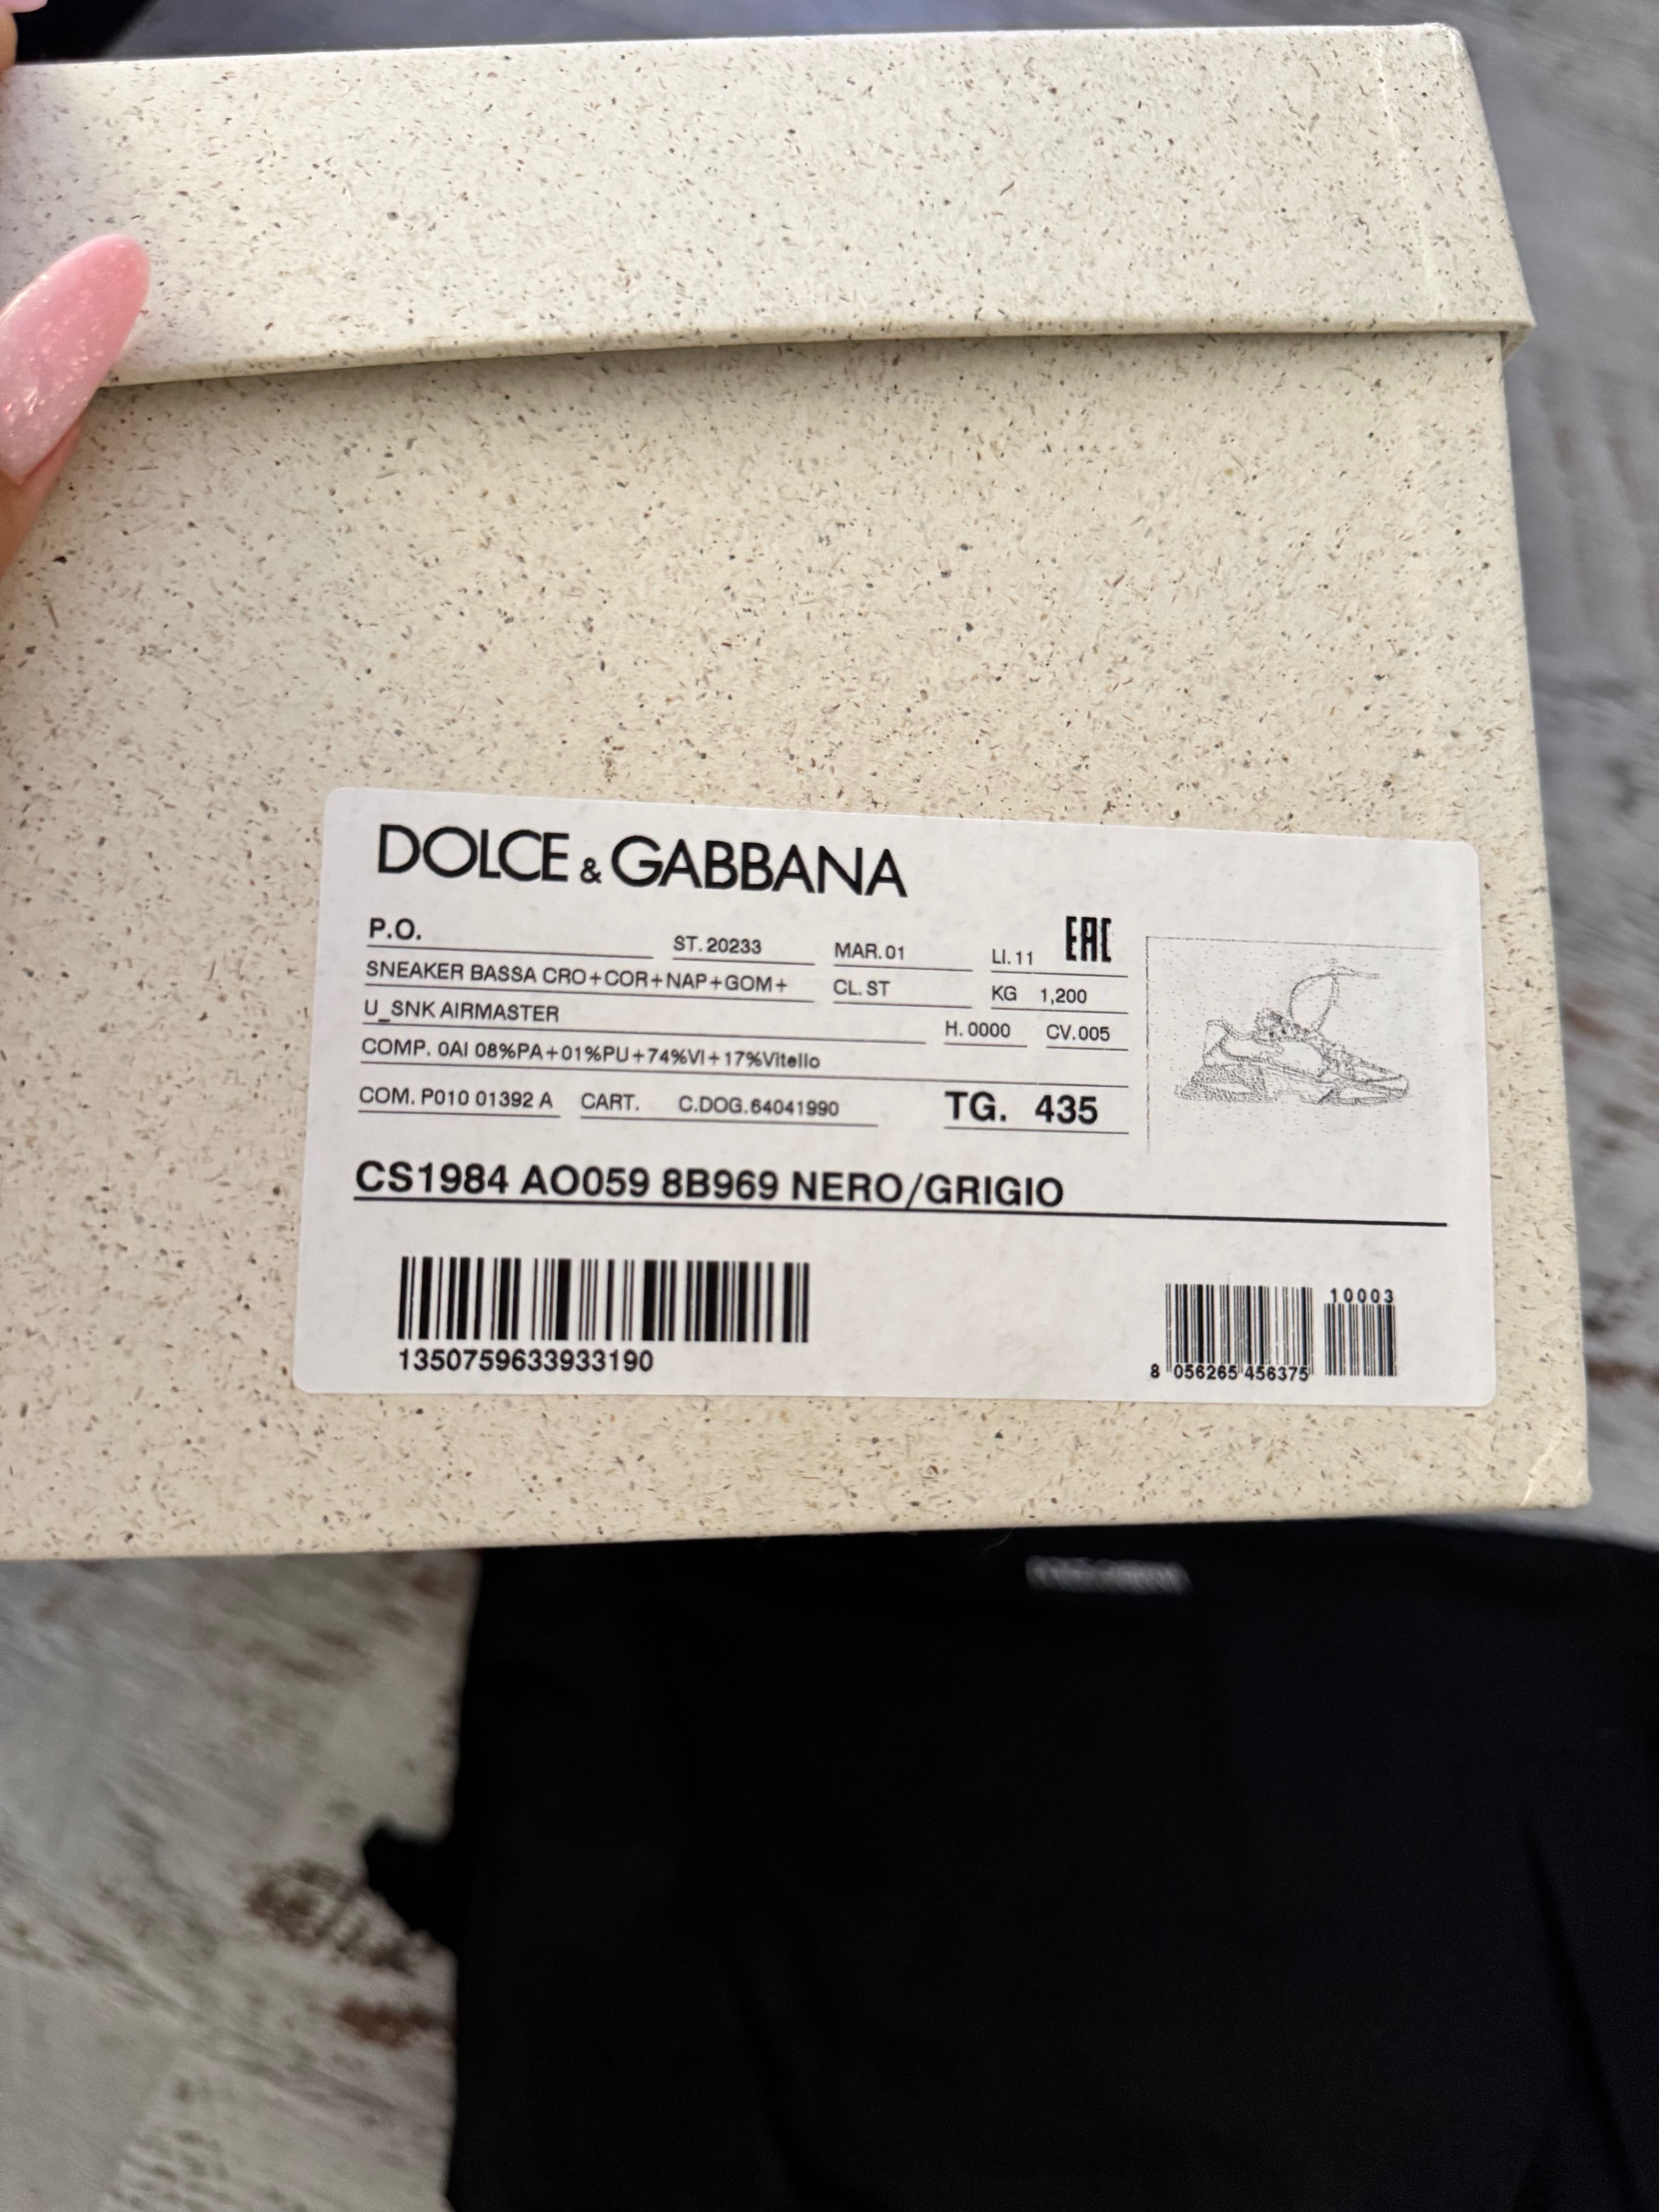 DOLCE & GABBANA
P.O. ST. 20233 MAR. 01 LI. 11 EAC
SNEAKER BASSA CRO+COR+NAP+GOM+ CL. ST KG 1,200
U_SNK AIRMASTER H. 0000 CV. 005
COMP. 0AI 08%PA+01%PU+74%VI+17%Vitello
COM. P010 01392 A CART. C.DOG.64041990 TG. 435
CS1984 AO059 8B969 NERO/GRIGIO
1350759633933190
10003
8 056265 456375